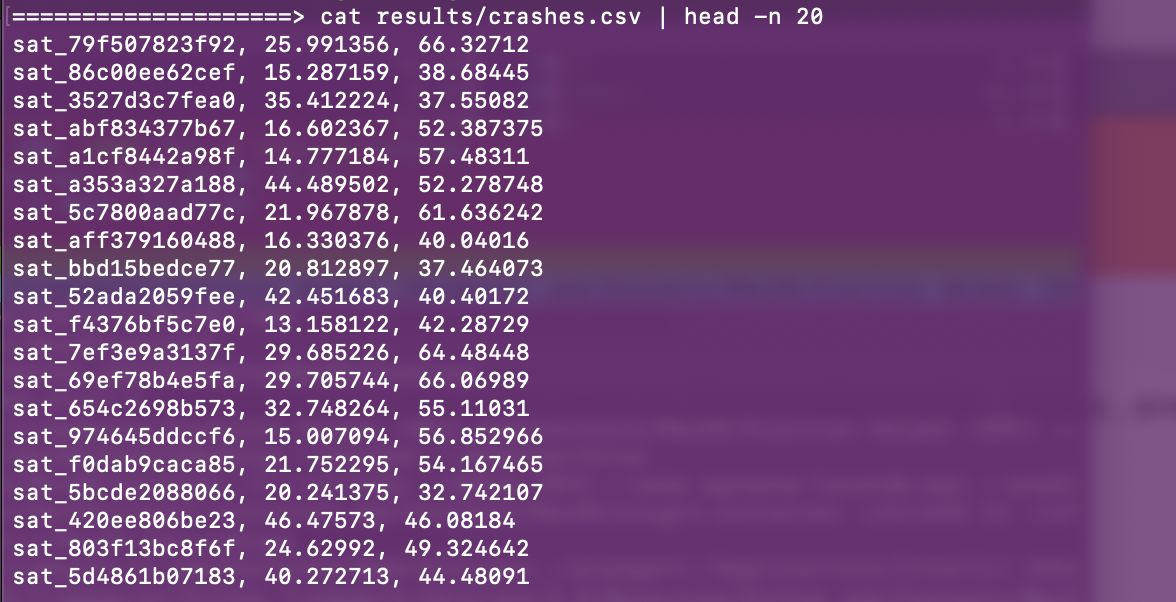 [====================> cat results/crashes.csv | head -n 20
sat_79f507823f92, 25.991356, 66.32712
sat_86c00ee62cef, 15.287159, 38.68445
sat_3527d3c7fea0, 35.412224, 37.55082
sat_abf834377b67, 16.602367, 52.387375
sat_a1cf8442a98f, 14.777184, 57.48311
sat_a353a327a188, 44.489502, 52.278748
sat_5c7800aad77c, 21.967878, 61.636242
sat_aff379160488, 16.330376, 40.04016
sat_bbd15bedce77, 20.812897, 37.464073
sat_52ada2059fee, 42.451683, 40.40172
sat_f4376bf5c7e0, 13.158122, 42.28729
sat_7ef3e9a3137f, 29.685226, 64.48448
sat_69ef78b4e5fa, 29.705744, 66.06989
sat_654c2698b573, 32.748264, 55.11031
sat_974645ddccf6, 15.007094, 56.852966
sat_f0dab9caca85, 21.752295, 54.167465
sat_5bcde2088066, 20.241375, 32.742107
sat_420ee806be23, 46.47573, 46.08184
sat_803f13bc8f6f, 24.62992, 49.324642
sat_5d4861b07183, 40.272713, 44.48091